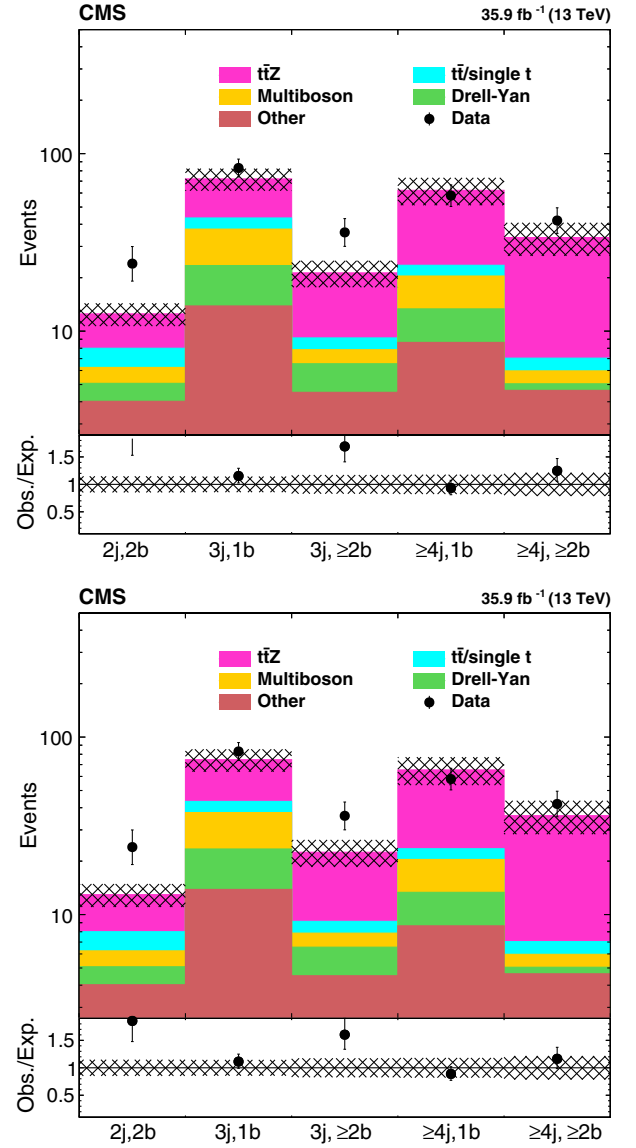 CMS 35.9 fb⁻¹ (13 TeV)
tt̄Z tt̄/single t
Multiboson Drell-Yan
Other Data
100
Events
10
1.5
Obs./Exp.
1
0.5
2j,2b 3j,1b 3j, ≥2b ≥4j,1b ≥4j, ≥2b
CMS 35.9 fb⁻¹ (13 TeV)
tt̄Z tt̄/single t
Multiboson Drell-Yan
Other Data
100
Events
10
1.5
Obs./Exp.
1
0.5
2j,2b 3j,1b 3j, ≥2b ≥4j,1b ≥4j, ≥2b